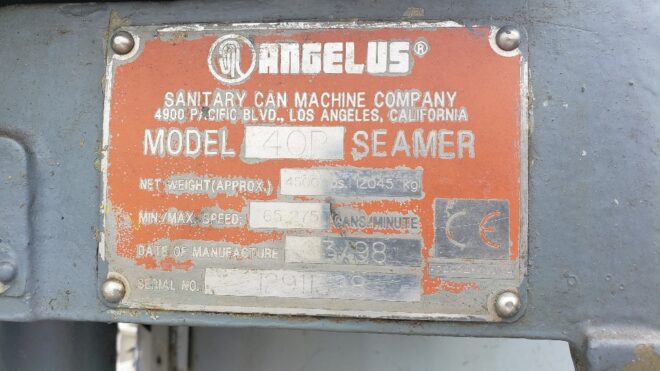 ANGELUS®
SANITARY CAN MACHINE COMPANY
4900 PACIFIC BLVD., LOS ANGELES, CALIFORNIA
MODEL 40P SEAMER
NET WEIGHT(APPROX.) 4500 lbs. 2045 kg
MIN./MAX. SPEED: 65/275 CANS/MINUTE
CE
DATE OF MANUFACTURE 3/98
SERIAL NO.